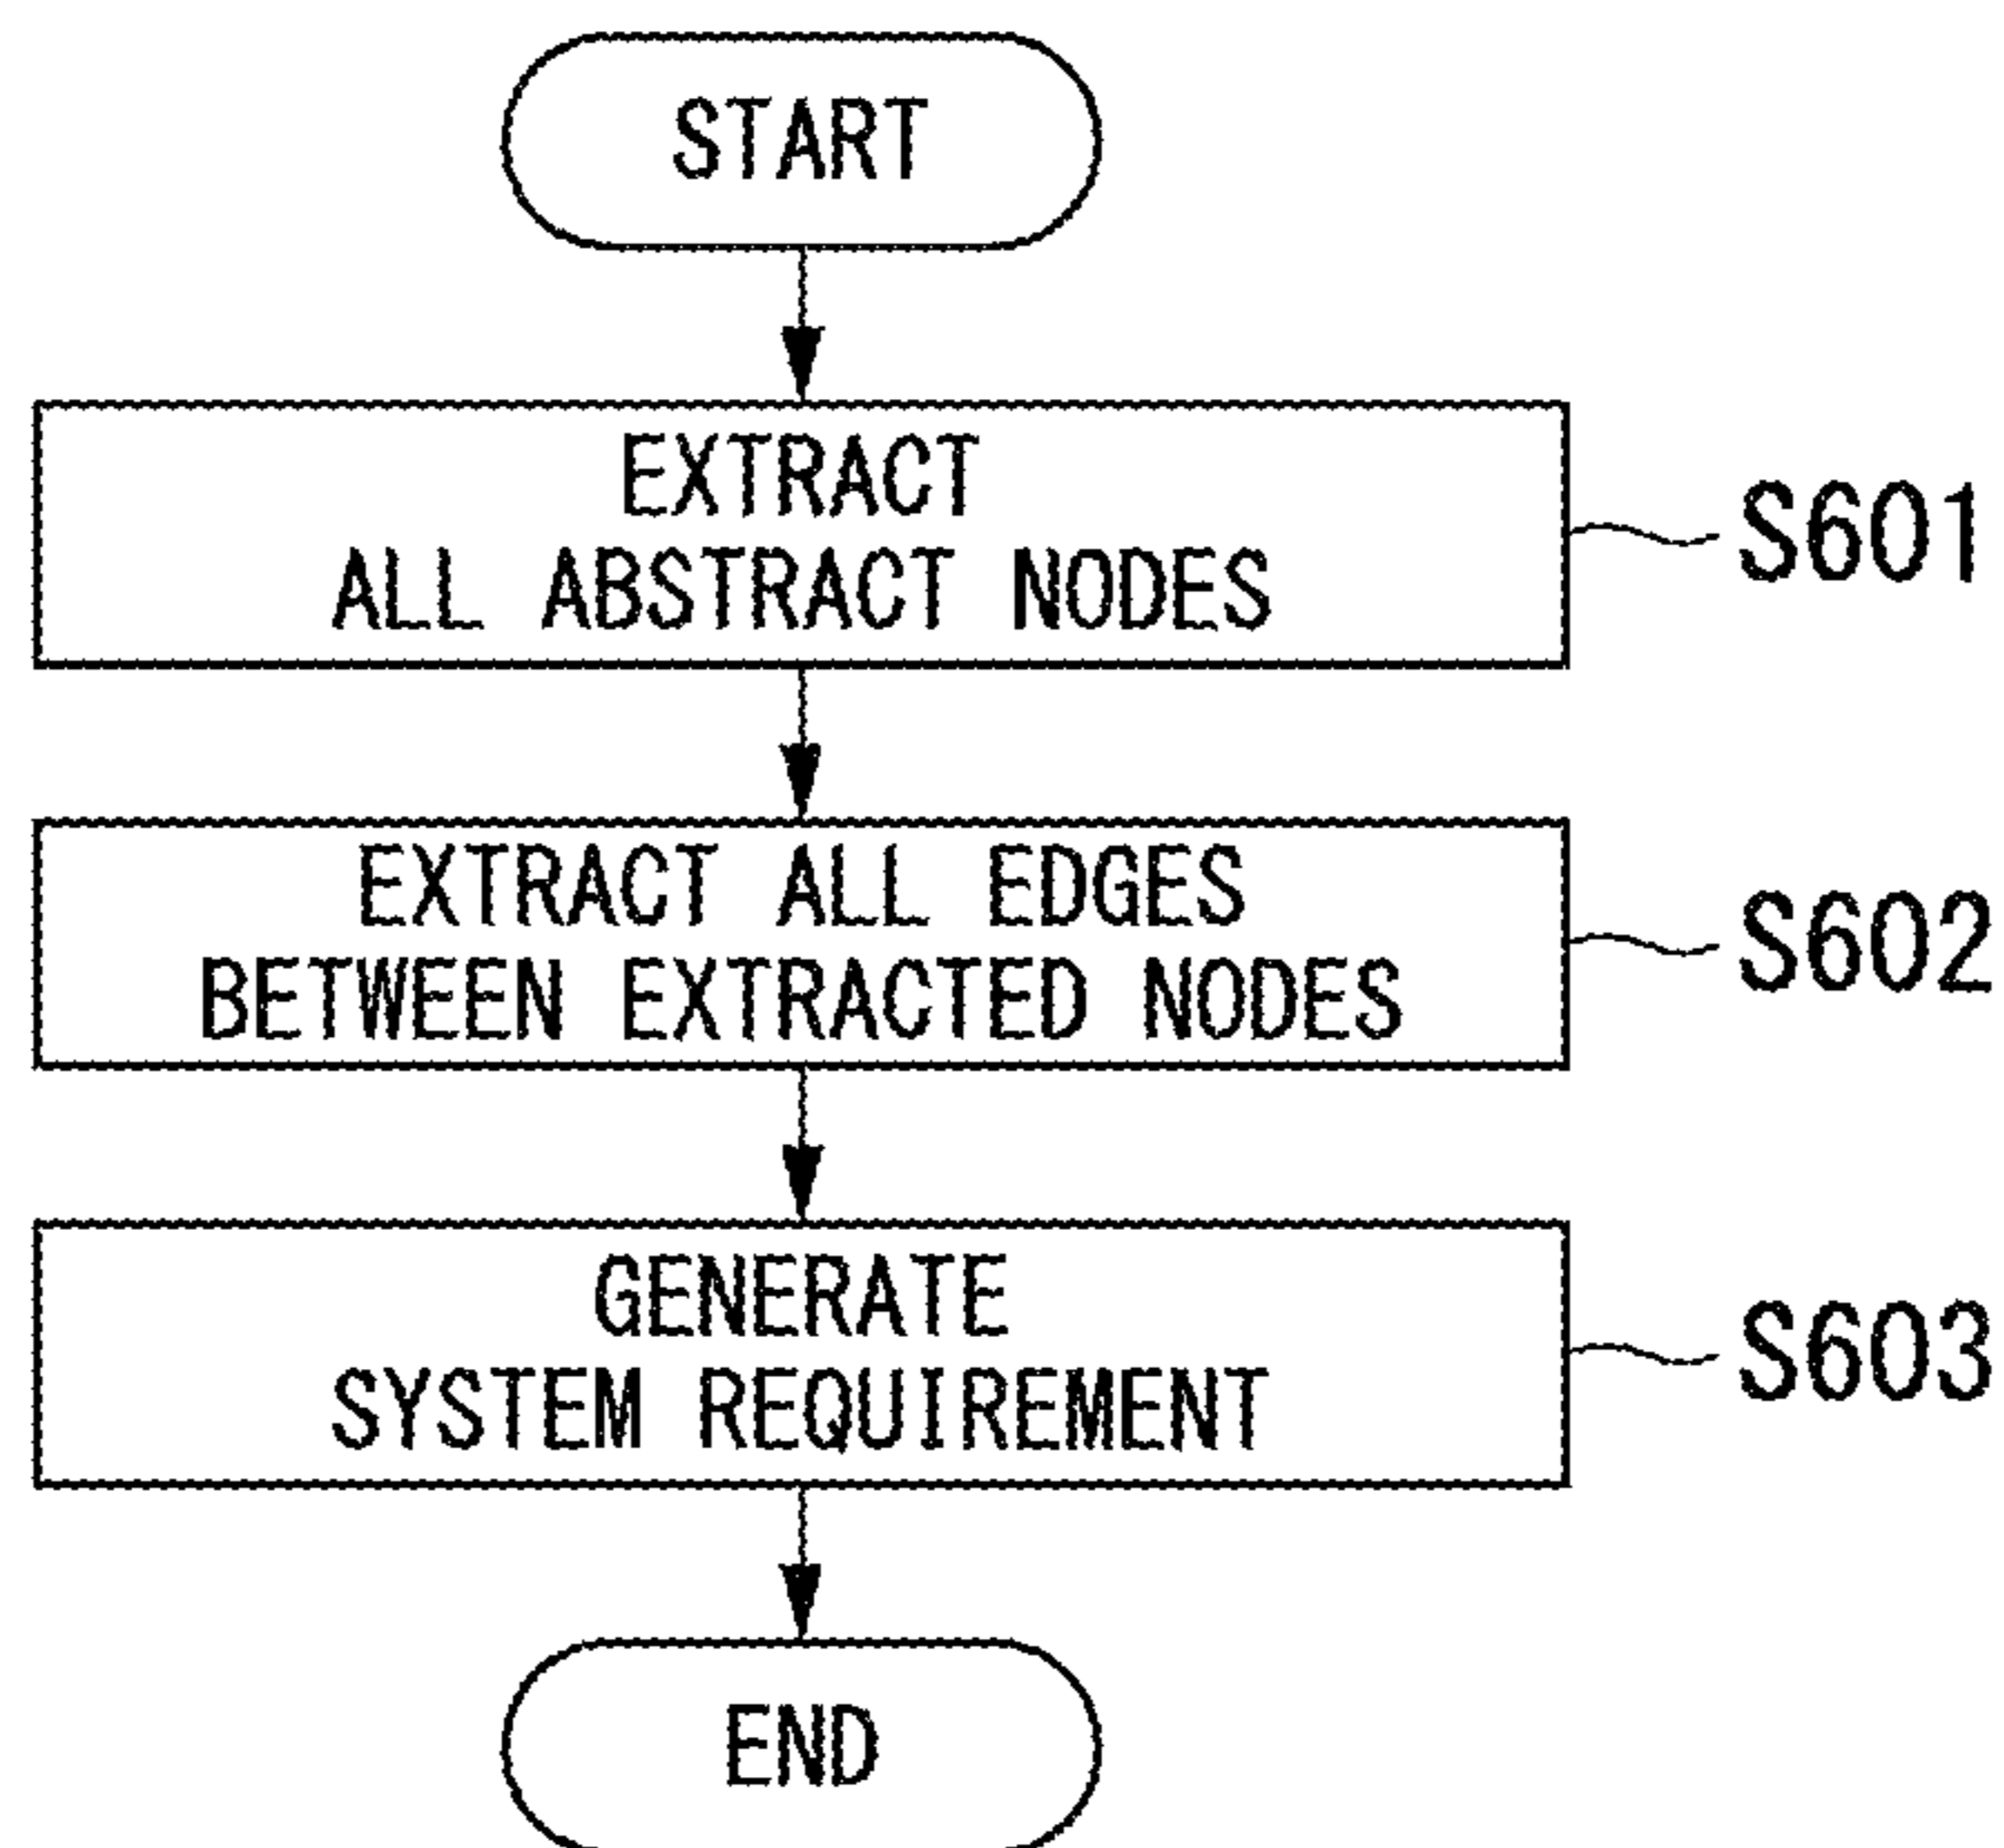 START
EXTRACT
ALL ABSTRACT NODES
S601
EXTRACT ALL EDGES
BETWEEN EXTRACTED NODES
S602
GENERATE
SYSTEM REQUIREMENT
S603
END